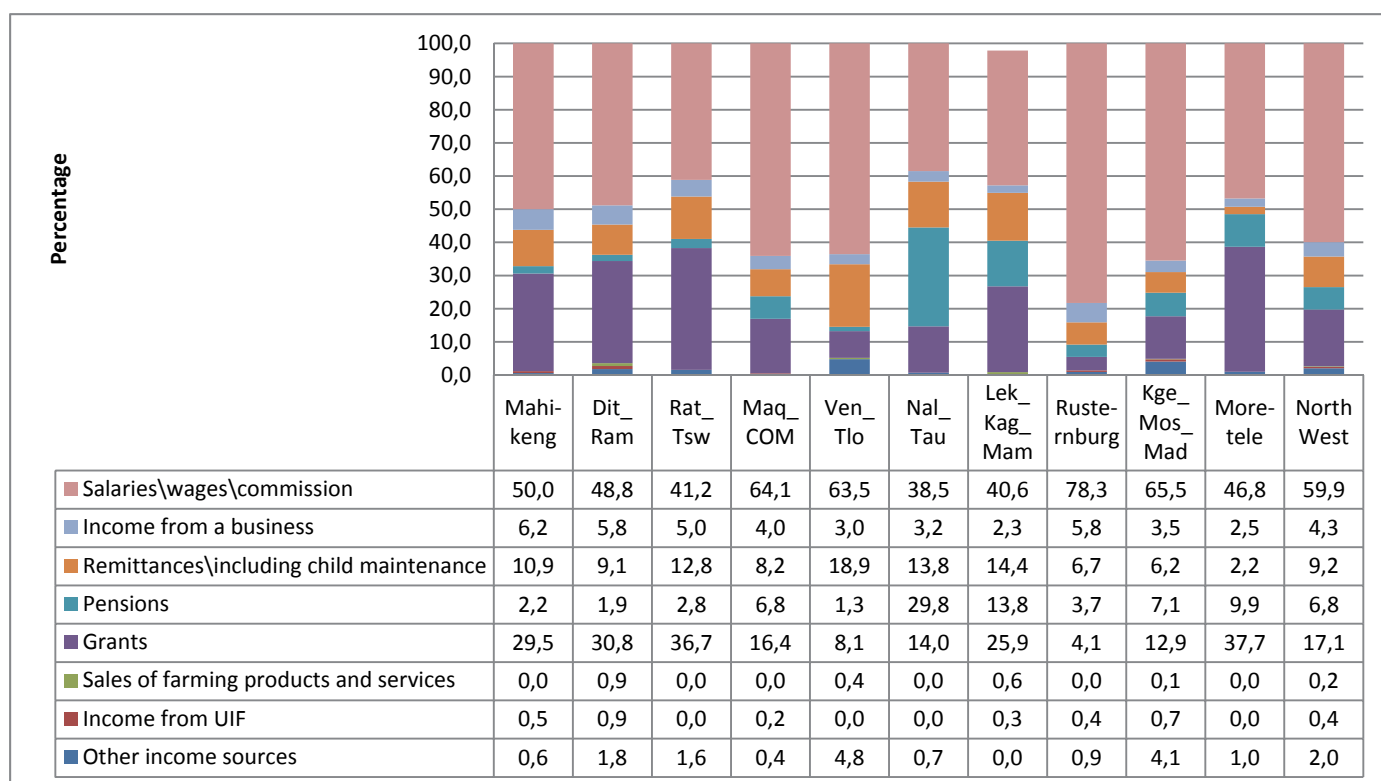 100,0
90,0
80,0
70,0
60,0
50,0
40,0
30,0
20,0
10,0
0,0
Percentage
Mahi-
keng
Dit_
Ram
Rat_
Tsw
Maq_
COM
Ven_
Tlo
Nal_
Tau
Lek_
Kag_
Mam
Ruste-
rnburg
Kge_
Mos_
Mad
More-
tele
North
West
Salaries\wages\commission 50,0 48,8 41,2 64,1 63,5 38,5 40,6 78,3 65,5 46,8 59,9
Income from a business 6,2 5,8 5,0 4,0 3,0 3,2 2,3 5,8 3,5 2,5 4,3
Remittances\including child maintenance 10,9 9,1 12,8 8,2 18,9 13,8 14,4 6,7 6,2 2,2 9,2
Pensions 2,2 1,9 2,8 6,8 1,3 29,8 13,8 3,7 7,1 9,9 6,8
Grants 29,5 30,8 36,7 16,4 8,1 14,0 25,9 4,1 12,9 37,7 17,1
Sales of farming products and services 0,0 0,9 0,0 0,0 0,4 0,0 0,6 0,0 0,1 0,0 0,2
Income from UIF 0,5 0,9 0,0 0,2 0,0 0,0 0,3 0,4 0,7 0,0 0,4
Other income sources 0,6 1,8 1,6 0,4 4,8 0,7 0,0 0,9 4,1 1,0 2,0